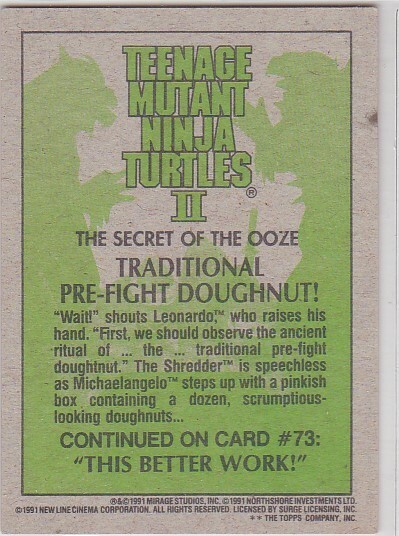 TEENAGE
MUTANT
NINJA
TURTLES®
II
THE SECRET OF THE OOZE
TRADITIONAL
PRE-FIGHT DOUGHNUT!
"Wait!" shouts Leonardo,™ who raises his
hand. "First, we should observe the ancient
ritual of ... the ... traditional pre-fight
doughtnut." The Shredder™ is speechless
as Michaelangelo™ steps up with a pinkish
box containing a dozen, scrumptious-
looking doughnuts...
CONTINUED ON CARD #73:
"THIS BETTER WORK!"
®&©1991 MIRAGE STUDIOS, INC. ©1991 NORTHSHORE INVESTMENTS LTD.
©1991 NEW LINE CINEMA CORPORATION. ALL RIGHTS RESERVED. LICENSED BY SURGE LICENSING, INC.
** THE TOPPS COMPANY, INC.